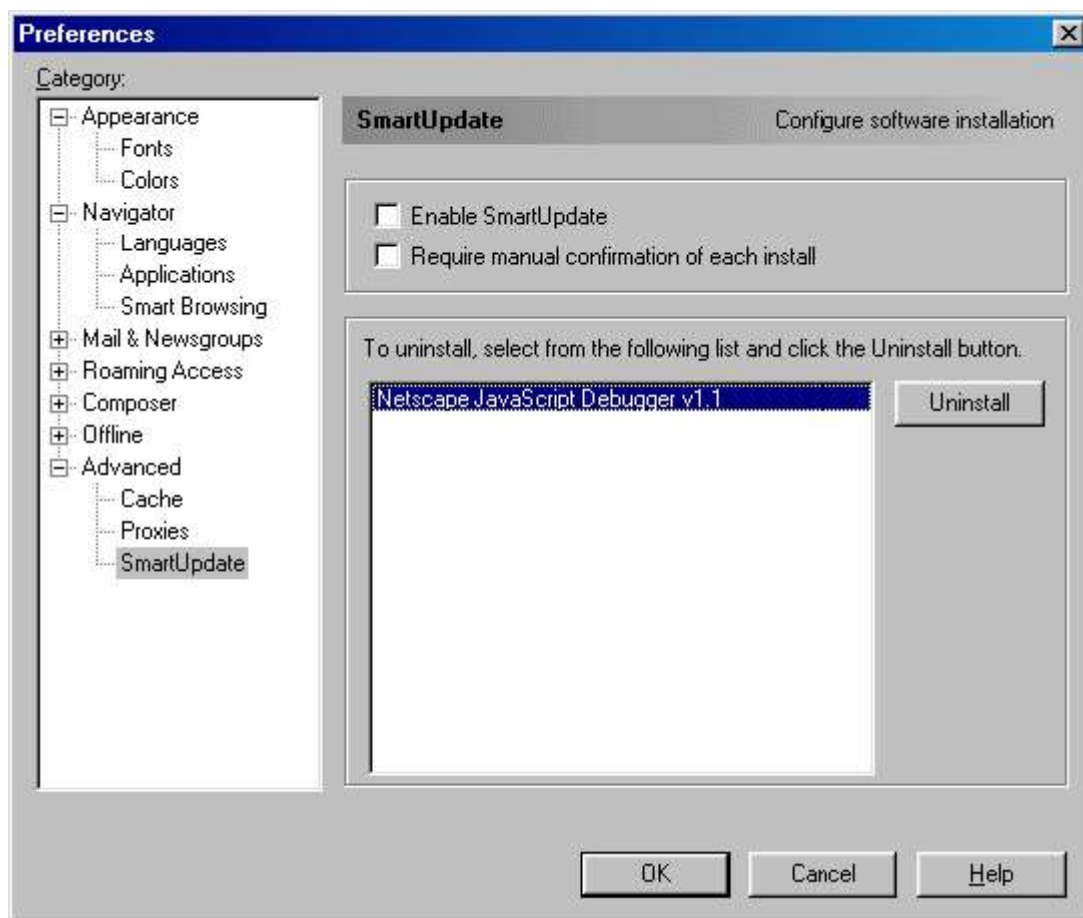 Preferences
Category:
Appearance
Fonts
Colors
Navigator
Languages
Applications
Smart Browsing
Mail & Newsgroups
Roaming Access
Composer
Offline
Advanced
Cache
Proxies
SmartUpdate
SmartUpdate Configure software installation
Enable SmartUpdate
Require manual confirmation of each install
To uninstall, select from the following list and click the Uninstall button.
Netscape JavaScript Debugger v1.1
Uninstall
OK Cancel Help